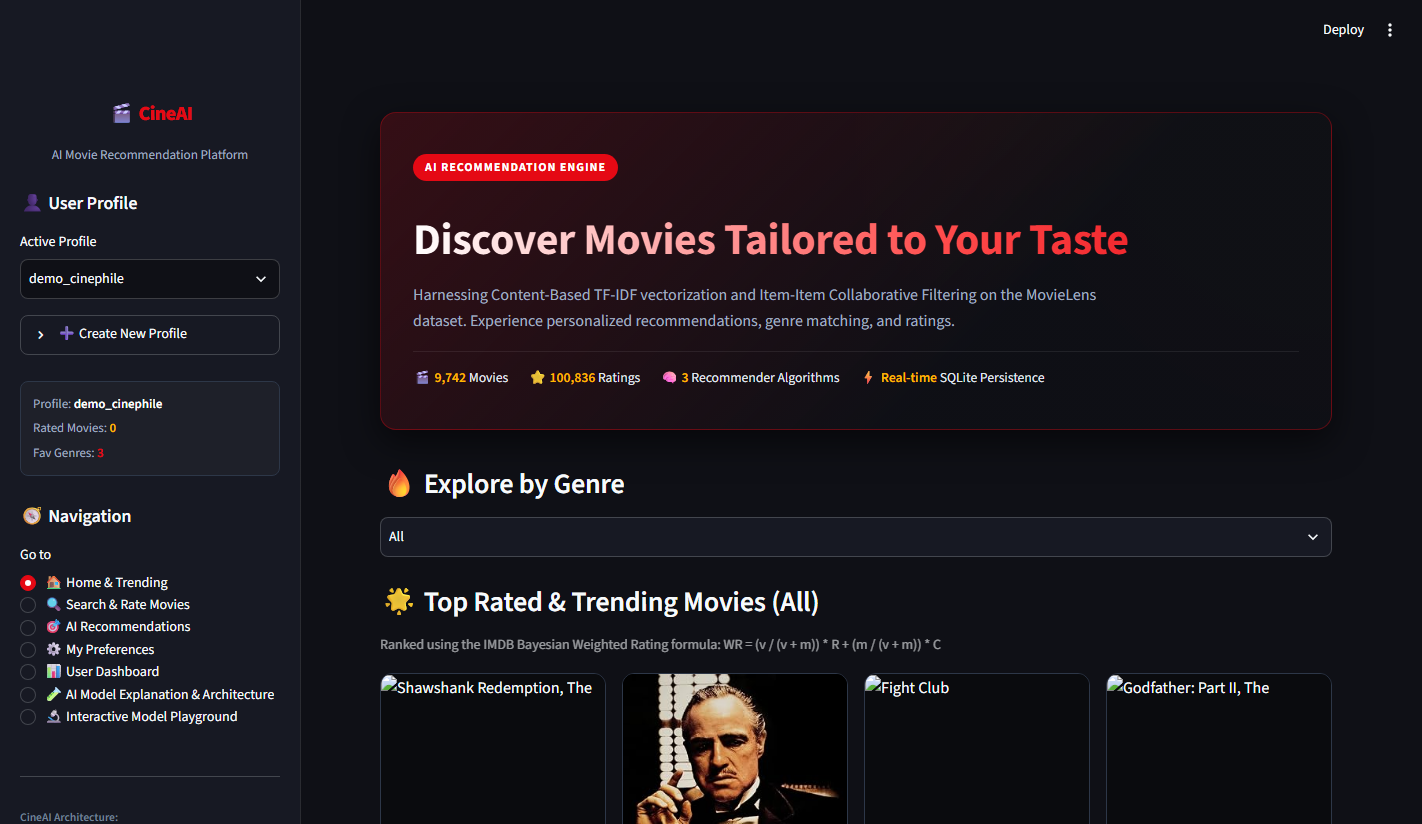 Deploy
CineAI
AI Movie Recommendation Platform
User Profile
Active Profile
demo_cinephile
Create New Profile
Profile: demo_cinephile
Rated Movies: 0
Fav Genres: 3
Navigation
Go to
Home & Trending
Search & Rate Movies
AI Recommendations
My Preferences
User Dashboard
AI Model Explanation & Architecture
Interactive Model Playground
CineAI Architecture:
AI RECOMMENDATION ENGINE
Discover Movies Tailored to Your Taste
Harnessing Content-Based TF-IDF vectorization and Item-Item Collaborative Filtering on the MovieLens
dataset. Experience personalized recommendations, genre matching, and ratings.
9,742 Movies 100,836 Ratings 3 Recommender Algorithms Real-time SQLite Persistence
Explore by Genre
All
Top Rated & Trending Movies (All)
Ranked using the IMDB Bayesian Weighted Rating formula: WR = (v / (v + m)) * R + (m / (v + m)) * C
Shawshank Redemption, The
Fight Club
Godfather: Part II, The